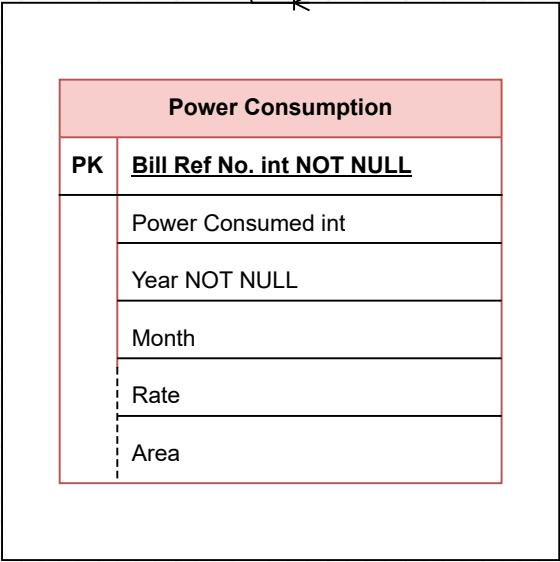 Power Consumption
PK Bill Ref No. int NOT NULL
Power Consumed int
Year NOT NULL
Month
Rate
Area